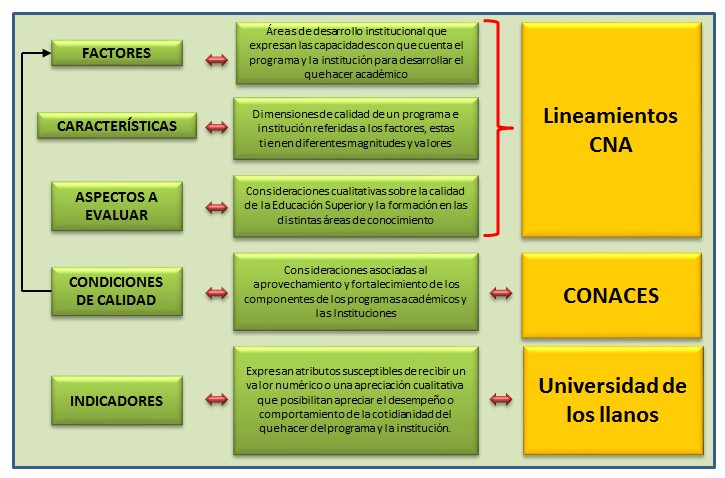 FACTORES
Áreas de desarrollo institucional que
expresan las capacidades con que cuenta el
programa y la institución para desarrollar el
quehacer académico
CARACTERÍSTICAS
Dimensiones de calidad de un programa e
institución referidas a los factores, estas
tienen diferentes magnitudes y valores
Lineamientos
CNA
ASPECTOS A
EVALUAR
Consideraciones cualitativas sobre la calidad
de la Educación Superior y la formación en las
distintas áreas de conocimiento
CONDICIONES
DE CALIDAD
Consideraciones asociadas al
aprovechamiento y fortalecimiento de los
componentes de los programas académicos y
las Instituciones
CONACES
INDICADORES
Expresan atributos susceptibles de recibir un
valor numérico o una apreciación cualitativa
que posibilitan apreciar el desempeño o
comportamiento de la cotidianidad del
quehacer del programa y la institución.
Universidad de
los llanos